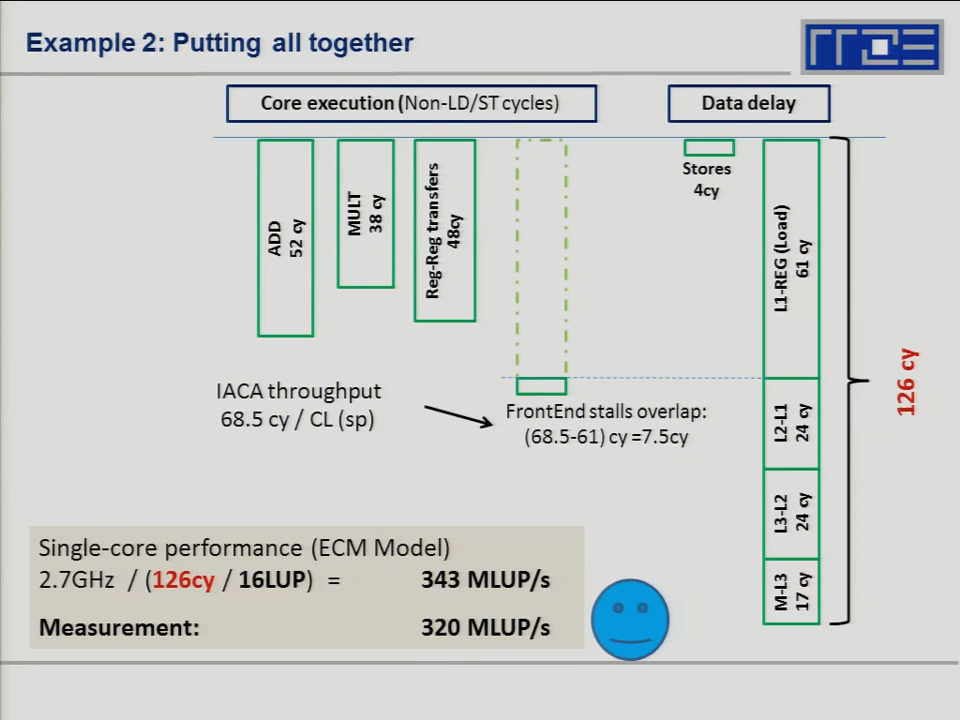 Example 2: Putting all together
Core execution (Non-LD/ST cycles)
Data delay
ADD
52 cy
MULT
38 cy
Reg-Reg transfers
48cy
Stores
4cy
L1-REG (Load)
61 cy
L2-L1
24 cy
L3-L2
24 cy
M-L3
17 cy
126 cy
IACA throughput
68.5 cy / CL (sp)
FrontEnd stalls overlap:
(68.5-61) cy =7.5cy
Single-core performance (ECM Model)
2.7GHz / (126cy / 16LUP) = 343 MLUP/s
Measurement: 320 MLUP/s